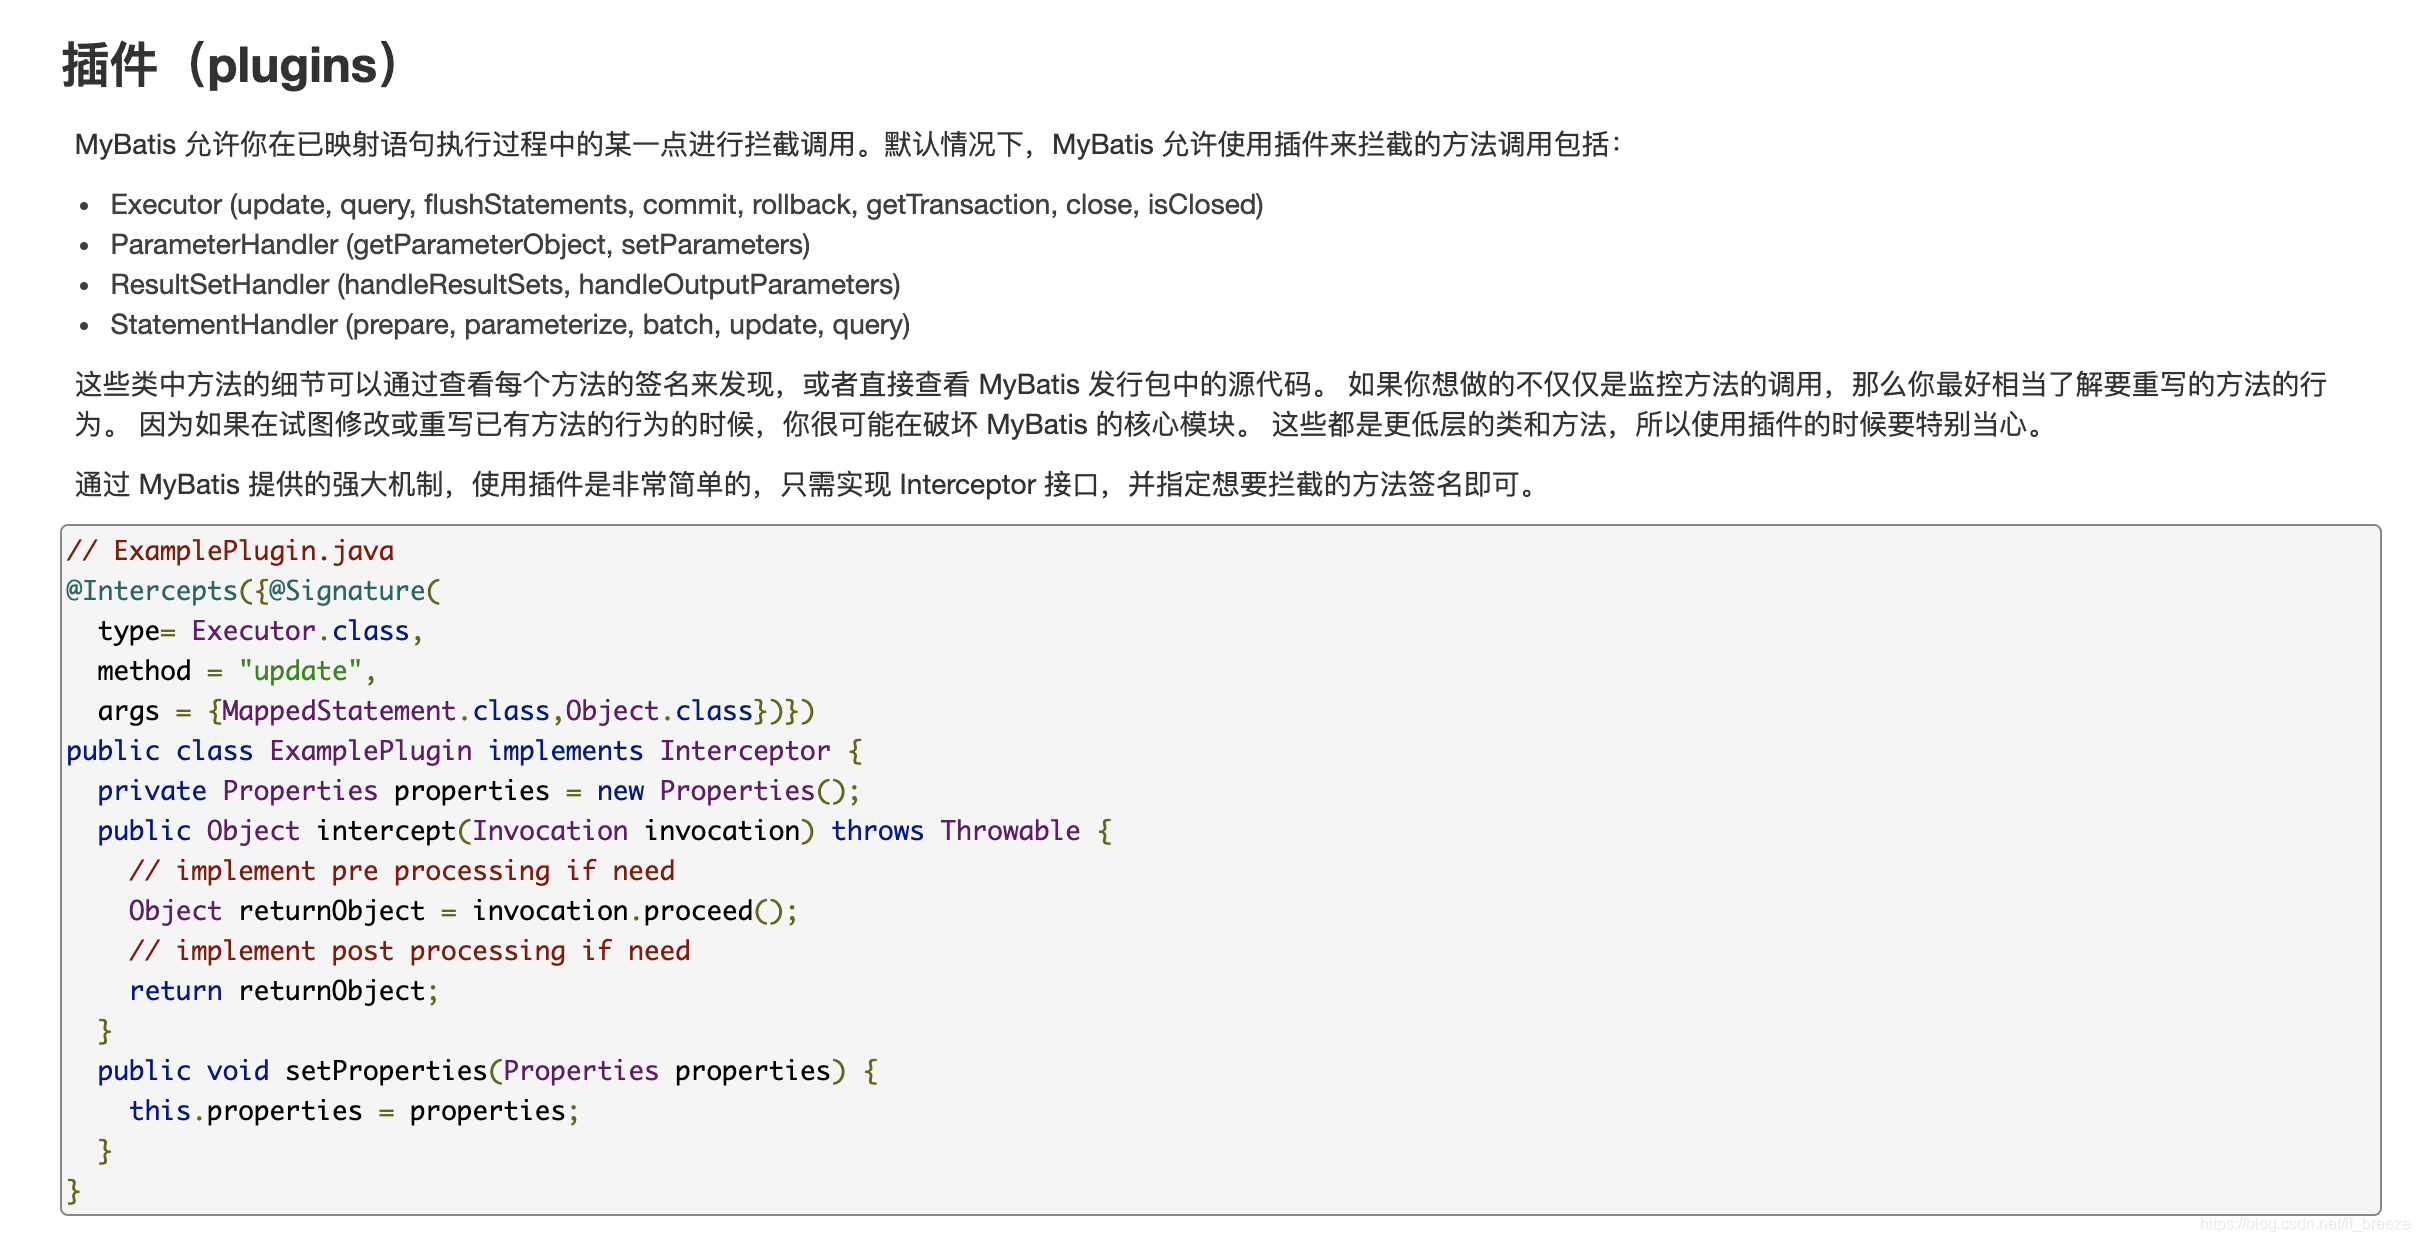 插件（plugins）
MyBatis 允许你在已映射语句执行过程中的某一点进行拦截调用。默认情况下，MyBatis 允许使用插件来拦截的方法调用包括：
• Executor (update, query, flushStatements, commit, rollback, getTransaction, close, isClosed)
• ParameterHandler (getParameterObject, setParameters)
• ResultSetHandler (handleResultSets, handleOutputParameters)
• StatementHandler (prepare, parameterize, batch, update, query)
这些类中方法的细节可以通过查看每个方法的签名来发现，或者直接查看 MyBatis 发行包中的源代码。 如果你想做的不仅仅是监控方法的调用，那么你最好相当了解要重写的方法的行
为。 因为如果在试图修改或重写已有方法的行为的时候，你很可能在破坏 MyBatis 的核心模块。 这些都是更低层的类和方法，所以使用插件的时候要特别当心。
通过 MyBatis 提供的强大机制，使用插件是非常简单的，只需实现 Interceptor 接口，并指定想要拦截的方法签名即可。
// ExamplePlugin.java
@Intercepts({@Signature(
  type= Executor.class,
  method = "update",
  args = {MappedStatement.class,Object.class})})
public class ExamplePlugin implements Interceptor {
  private Properties properties = new Properties();
  public Object intercept(Invocation invocation) throws Throwable {
    // implement pre processing if need
    Object returnObject = invocation.proceed();
    // implement post processing if need
    return returnObject;
  }
  public void setProperties(Properties properties) {
    this.properties = properties;
  }
}
https://blog.csdn.net/lf_breeze